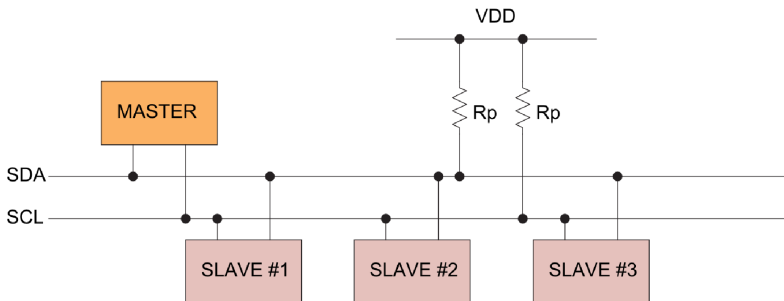 VDD
MASTER
Rp
Rp
SDA
SCL
SLAVE #1
SLAVE #2
SLAVE #3